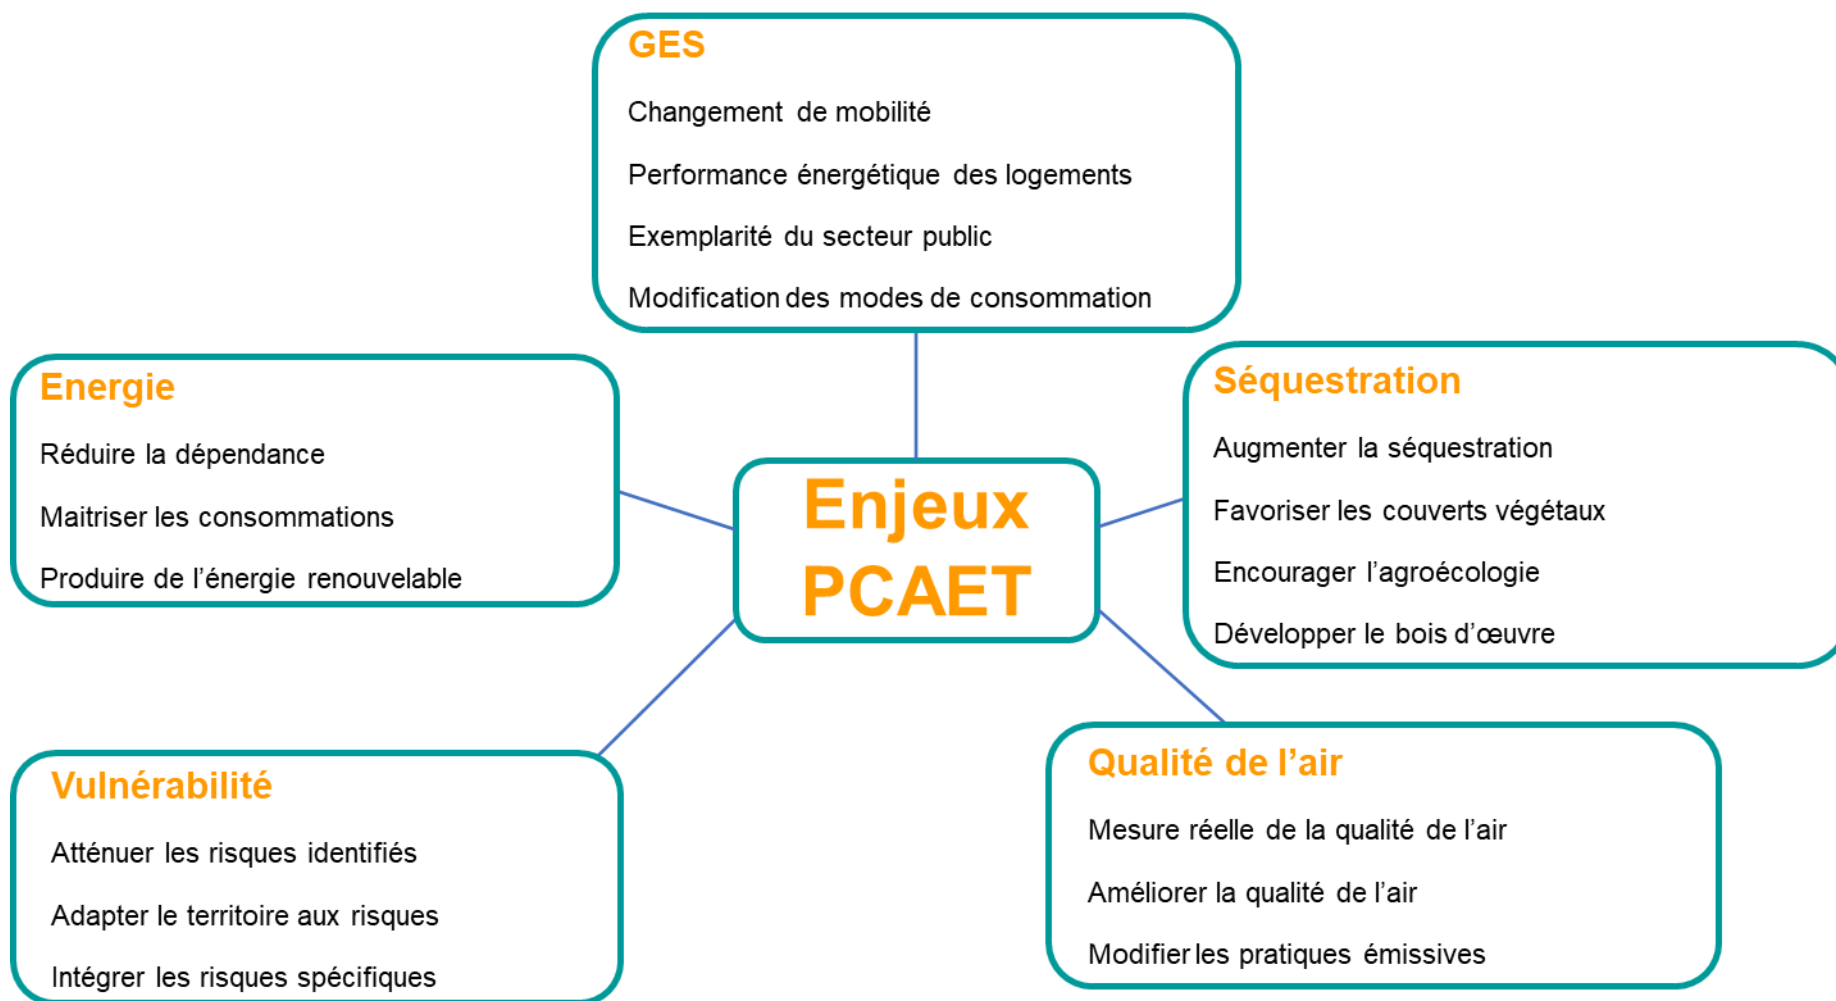 GES
Changement de mobilité
Performance énergétique des logements
Exemplarité du secteur public
Modification des modes de consommation
Energie
Réduire la dépendance
Maitriser les consommations
Produire de l’énergie renouvelable
Enjeux
PCAET
Séquestration
Augmenter la séquestration
Favoriser les couverts végétaux
Encourager l’agroécologie
Développer le bois d’œuvre
Vulnérabilité
Atténuer les risques identifiés
Adapter le territoire aux risques
Intégrer les risques spécifiques
Qualité de l’air
Mesure réelle de la qualité de l’air
Améliorer la qualité de l’air
Modifier les pratiques émissives